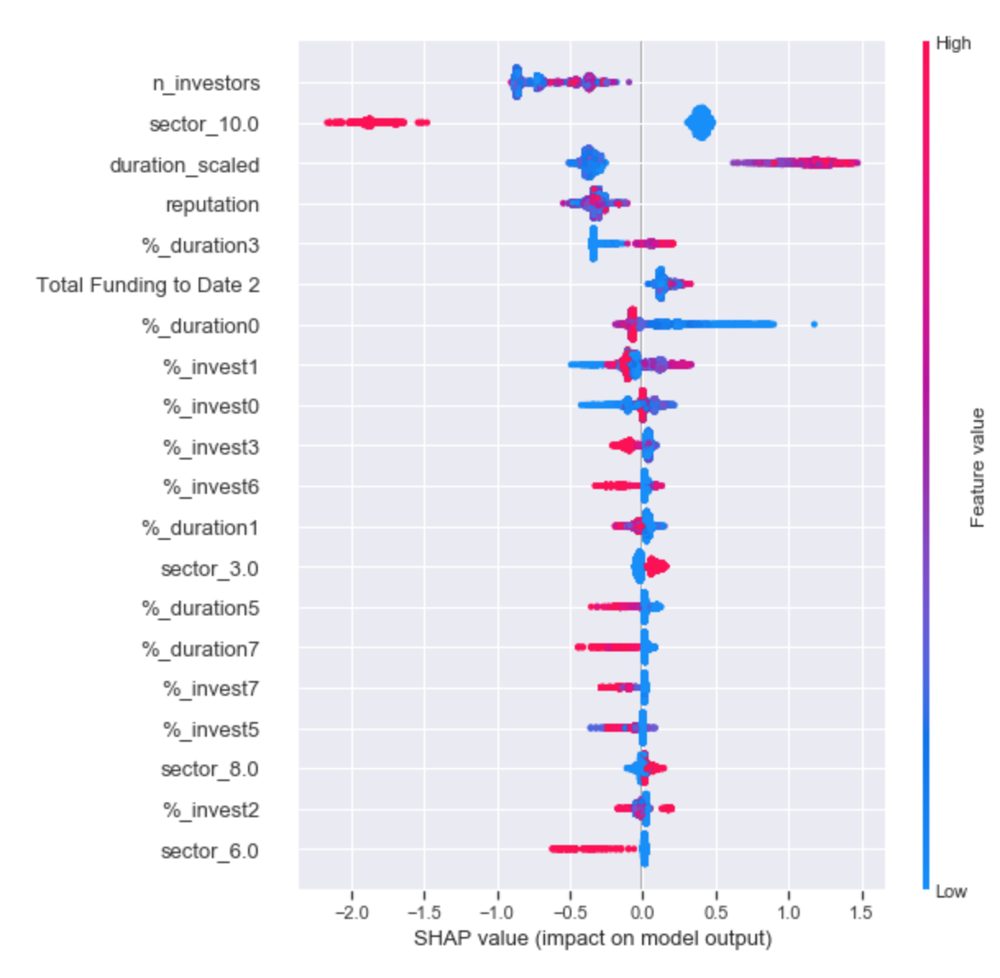 High
n_investors
sector_10.0
duration_scaled
reputation
%_duration3
Total Funding to Date 2
%_duration0
%_invest1
%_invest0
%_invest3
%_invest6
%_duration1
sector_3.0
%_duration5
%_duration7
%_invest7
%_invest5
sector_8.0
%_invest2
sector_6.0
Feature value
Low
−2.0 −1.5 −1.0 −0.5 0.0 0.5 1.0 1.5
SHAP value (impact on model output)